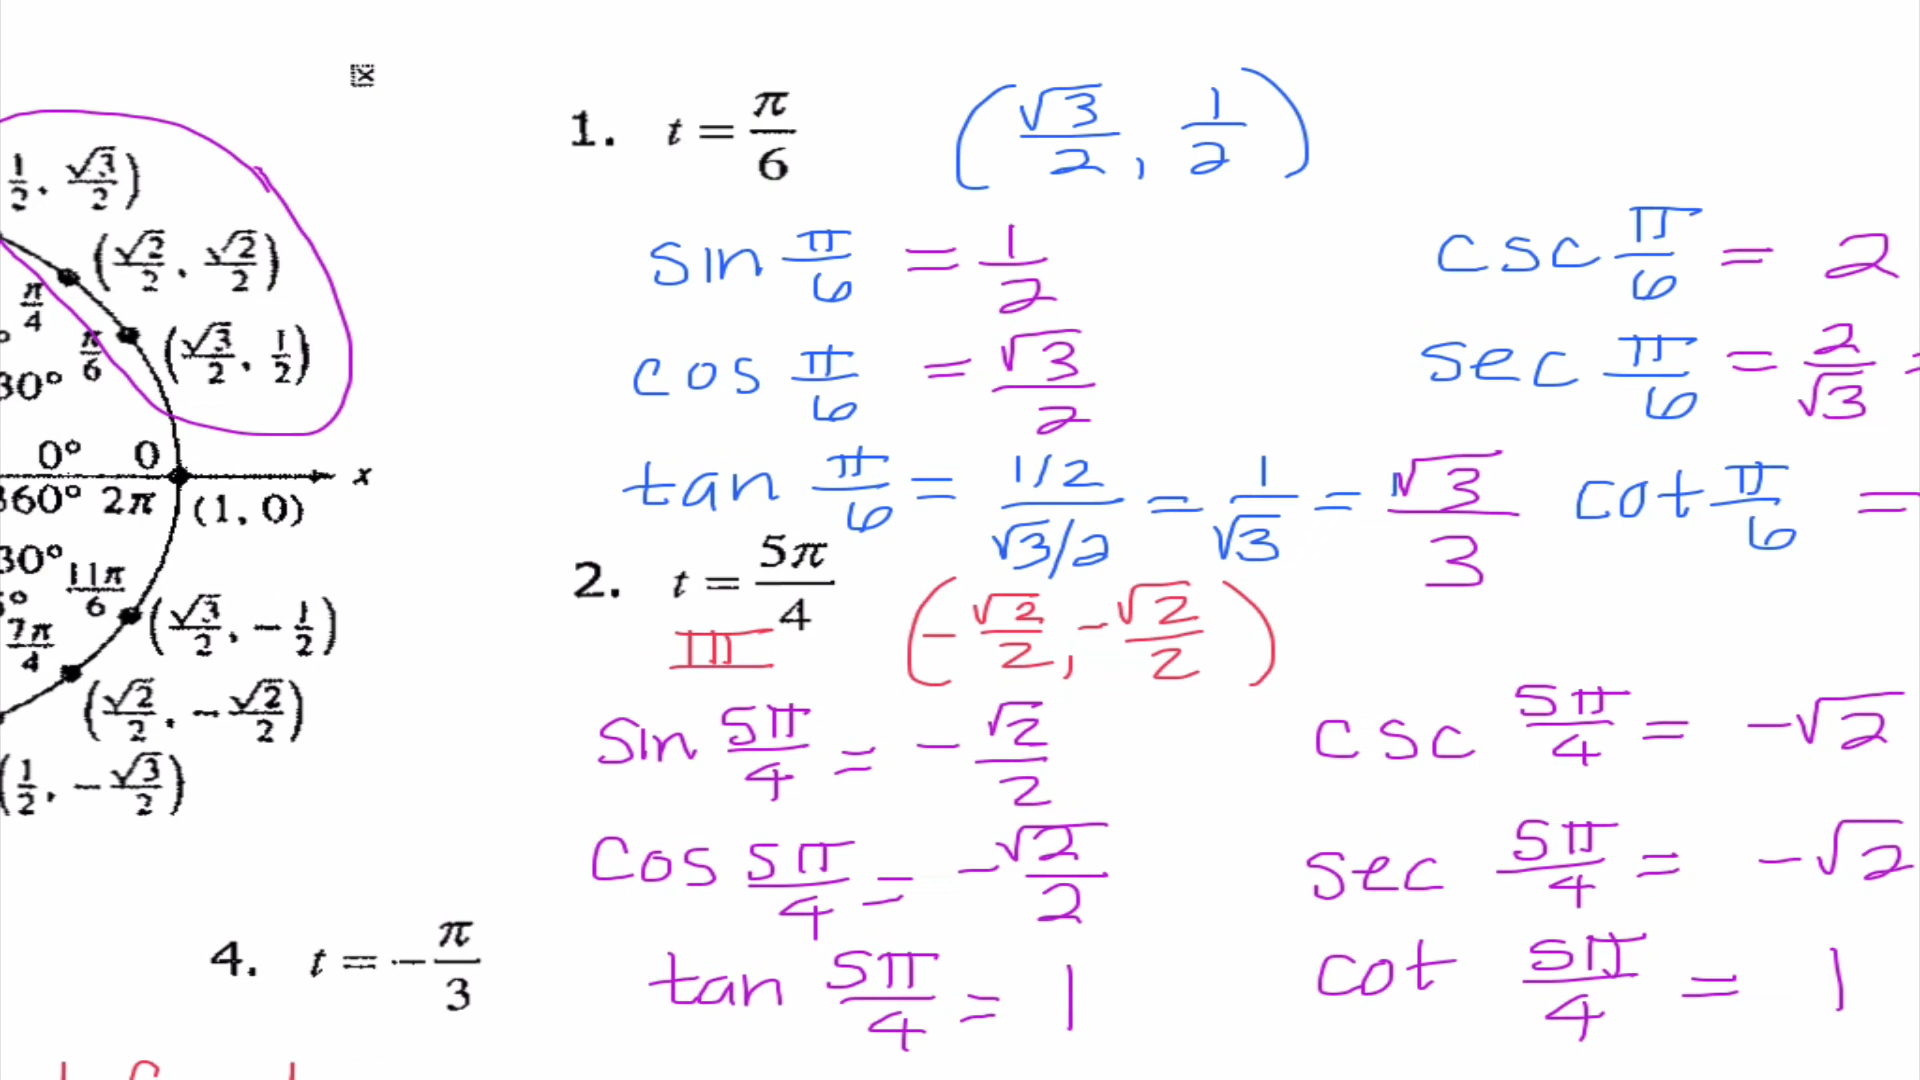 1. t = π/6 (√3/2, 1/2)
sin π/6 = 1/2 csc π/6 = 2
cos π/6 = √3/2 sec π/6 = 2/√3 =
tan π/6 = (1/2)/(√3/2) = 1/√3 = √3/3 cot π/6 =
2. t = 5π/4 (-√2/2, -√2/2)
III
sin 5π/4 = -√2/2 csc 5π/4 = -√2
cos 5π/4 = -√2/2 sec 5π/4 = -√2
tan 5π/4 = 1 cot 5π/4 = 1
1/2, √3/2)
(√2/2, √2/2)
π/4
π/6 (√3/2, 1/2)
30°
0° 0 x
360° 2π (1, 0)
30° 11π/6
(√3/2, -1/2)
7π/4
(√2/2, -√2/2)
(1/2, -√3/2)
4. t = -π/3